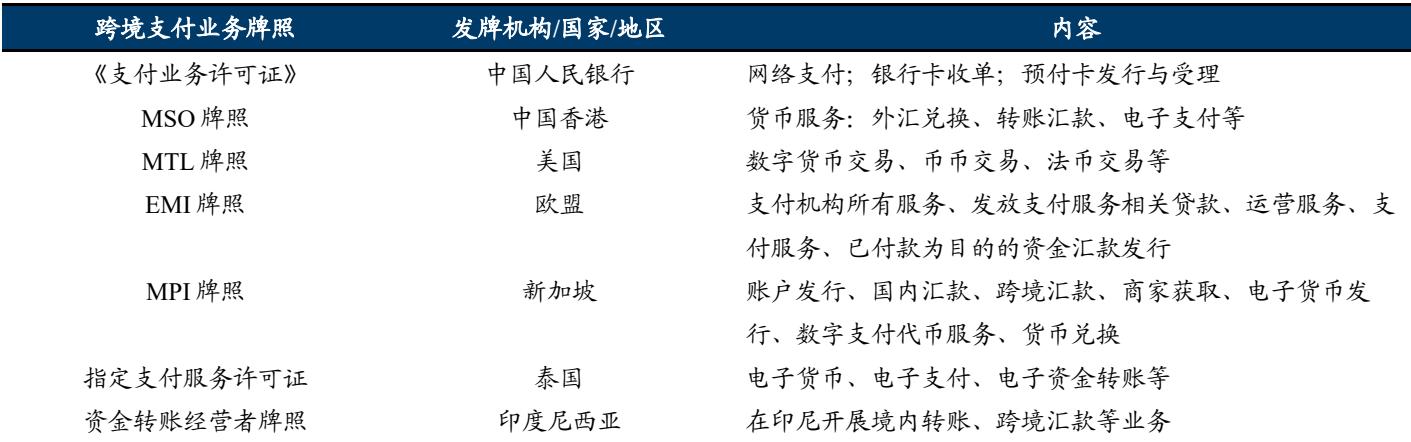 跨境支付业务牌照 发牌机构/国家/地区 内容
《支付业务许可证》 中国人民银行 网络支付；银行卡收单；预付卡发行与受理
MSO 牌照 中国香港 货币服务：外汇兑换、转账汇款、电子支付等
MTL 牌照 美国 数字货币交易、币币交易、法币交易等
EMI 牌照 欧盟 支付机构所有服务、发放支付服务相关贷款、运营服务、支
付服务、已付款为目的的资金汇款发行
MPI 牌照 新加坡 账户发行、国内汇款、跨境汇款、商家获取、电子货币发
行、数字支付代币服务、货币兑换
指定支付服务许可证 泰国 电子货币、电子支付、电子资金转账等
资金转账经营者牌照 印度尼西亚 在印尼开展境内转账、跨境汇款等业务